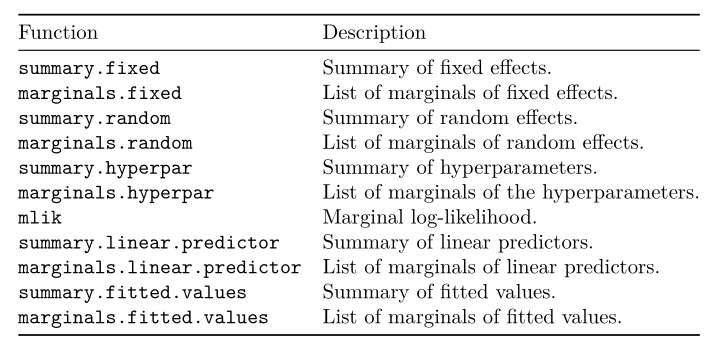 Function Description
summary.fixed Summary of fixed effects.
marginals.fixed List of marginals of fixed effects.
summary.random Summary of random effects.
marginals.random List of marginals of random effects.
summary.hyperpar Summary of hyperparameters.
marginals.hyperpar List of marginals of the hyperparameters.
mlik Marginal log-likelihood.
summary.linear.predictor Summary of linear predictors.
marginals.linear.predictor List of marginals of linear predictors.
summary.fitted.values Summary of fitted values.
marginals.fitted.values List of marginals of fitted values.